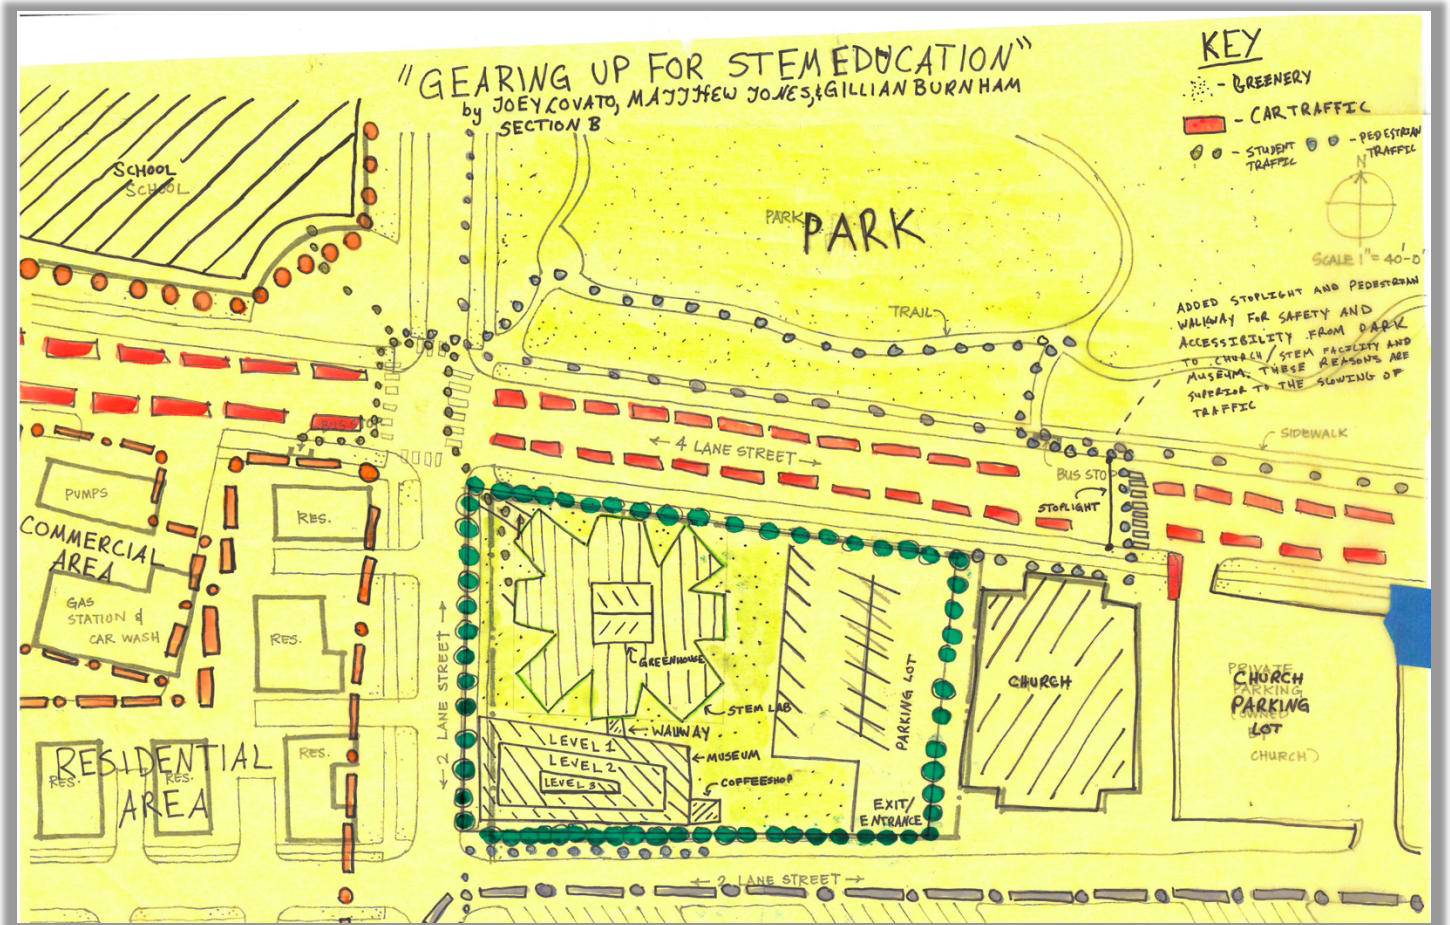 "GEARING UP FOR STEM EDUCATION"
by JOEY LOVATO, MATTHEW JONES, & GILLIAN BURNHAM
SECTION B
KEY
- GREENERY
- CAR TRAFFIC
- STUDENT TRAFFIC
- PEDESTRIAN TRAFFIC
N
SCALE 1" = 40'-0"
ADDED STOPLIGHT AND PEDESTRIAN
WALKWAY FOR SAFETY AND
ACCESSIBILITY FROM PARK
TO CHURCH/STEM FACILITY AND
MUSEUM. THESE REASONS ARE
SUPERIOR TO THE SLOWING OF
TRAFFIC
SCHOOL
SCHOOL
PARK
PARK
TRAIL
BUS STOP
← 4 LANE STREET →
SIDEWALK
BUS STO
STOPLIGHT
PUMPS
COMMERCIAL
AREA
GAS
STATION &
CAR WASH
RES.
RES.
RES.
RES.
RES.
RESIDENTIAL
AREA
← 2 LANE STREET →
GREENHOUSE
STEM LAB
WALWAY
LEVEL 1
LEVEL 2
LEVEL 3
MUSEUM
COFFEESHOP
PARKING LOT
EXIT/
ENTRANCE
CHURCH
PRIVATE
CHURCH
PARKING
PARKING
(OWNED
LOT
BY
CHURCH)
← 2 LANE STREET →